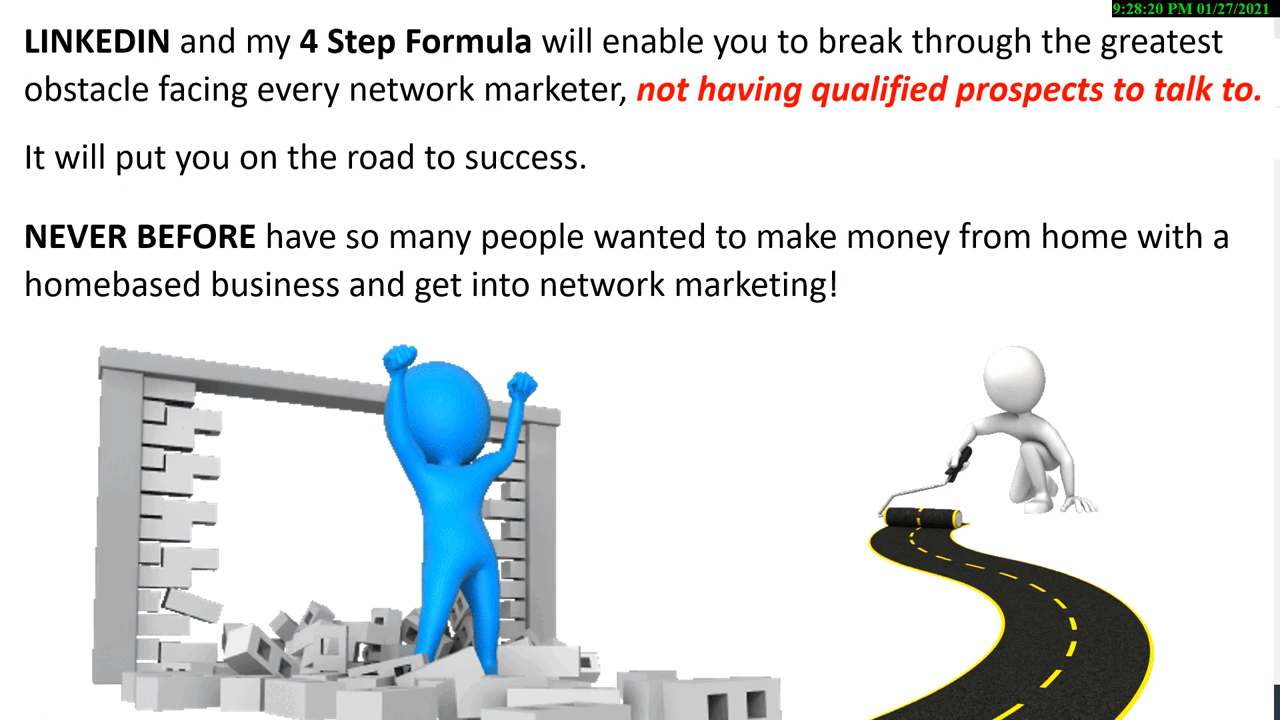 9:28:20 PM 01/27/2021
LINKEDIN and my 4 Step Formula will enable you to break through the greatest
obstacle facing every network marketer, not having qualified prospects to talk to.
It will put you on the road to success.
NEVER BEFORE have so many people wanted to make money from home with a
homebased business and get into network marketing!